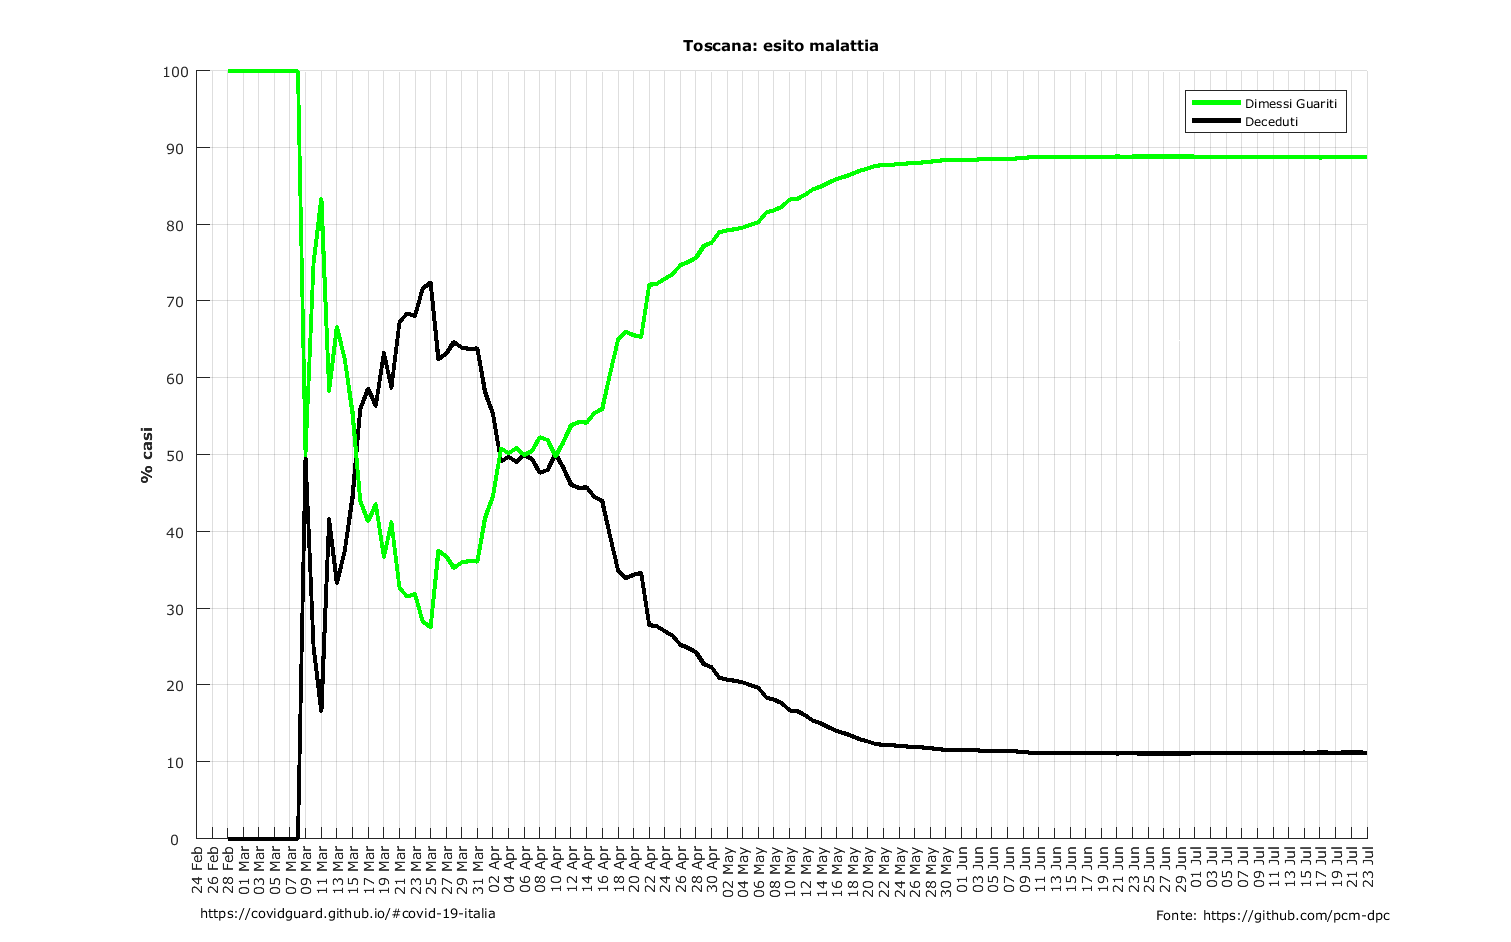 Toscana: esito malattia
Dimessi Guariti
Deceduti
% casi
100
90
80
70
60
50
40
30
20
10
0
24 Feb
26 Feb
28 Feb
01 Mar
03 Mar
05 Mar
07 Mar
09 Mar
11 Mar
13 Mar
15 Mar
17 Mar
19 Mar
21 Mar
23 Mar
25 Mar
27 Mar
29 Mar
31 Mar
02 Apr
04 Apr
06 Apr
08 Apr
10 Apr
12 Apr
14 Apr
16 Apr
18 Apr
20 Apr
22 Apr
24 Apr
26 Apr
28 Apr
30 Apr
02 May
04 May
06 May
08 May
10 May
12 May
14 May
16 May
18 May
20 May
22 May
24 May
26 May
28 May
30 May
01 Jun
03 Jun
05 Jun
07 Jun
09 Jun
11 Jun
13 Jun
15 Jun
17 Jun
19 Jun
21 Jun
23 Jun
25 Jun
27 Jun
29 Jun
01 Jul
03 Jul
05 Jul
07 Jul
09 Jul
11 Jul
13 Jul
15 Jul
17 Jul
19 Jul
21 Jul
23 Jul
https://covidguard.github.io/#covid-19-italia
Fonte: https://github.com/pcm-dpc